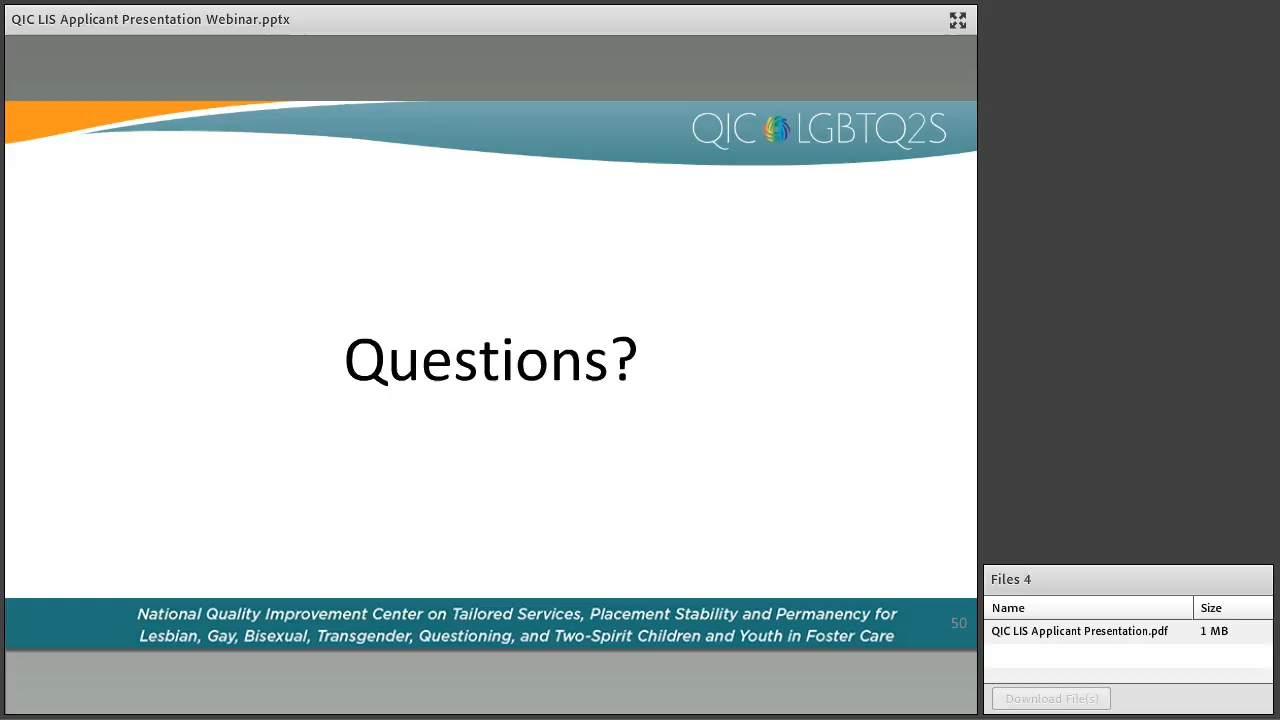 QIC LIS Applicant Presentation Webinar.pptx
QIC LGBTQ2S
Questions?
National Quality Improvement Center on Tailored Services, Placement Stability and Permanency for
Lesbian, Gay, Bisexual, Transgender, Questioning, and Two-Spirit Children and Youth in Foster Care
50
Files 4
Name Size
QIC LIS Applicant Presentation.pdf 1 MB
Download File(s)